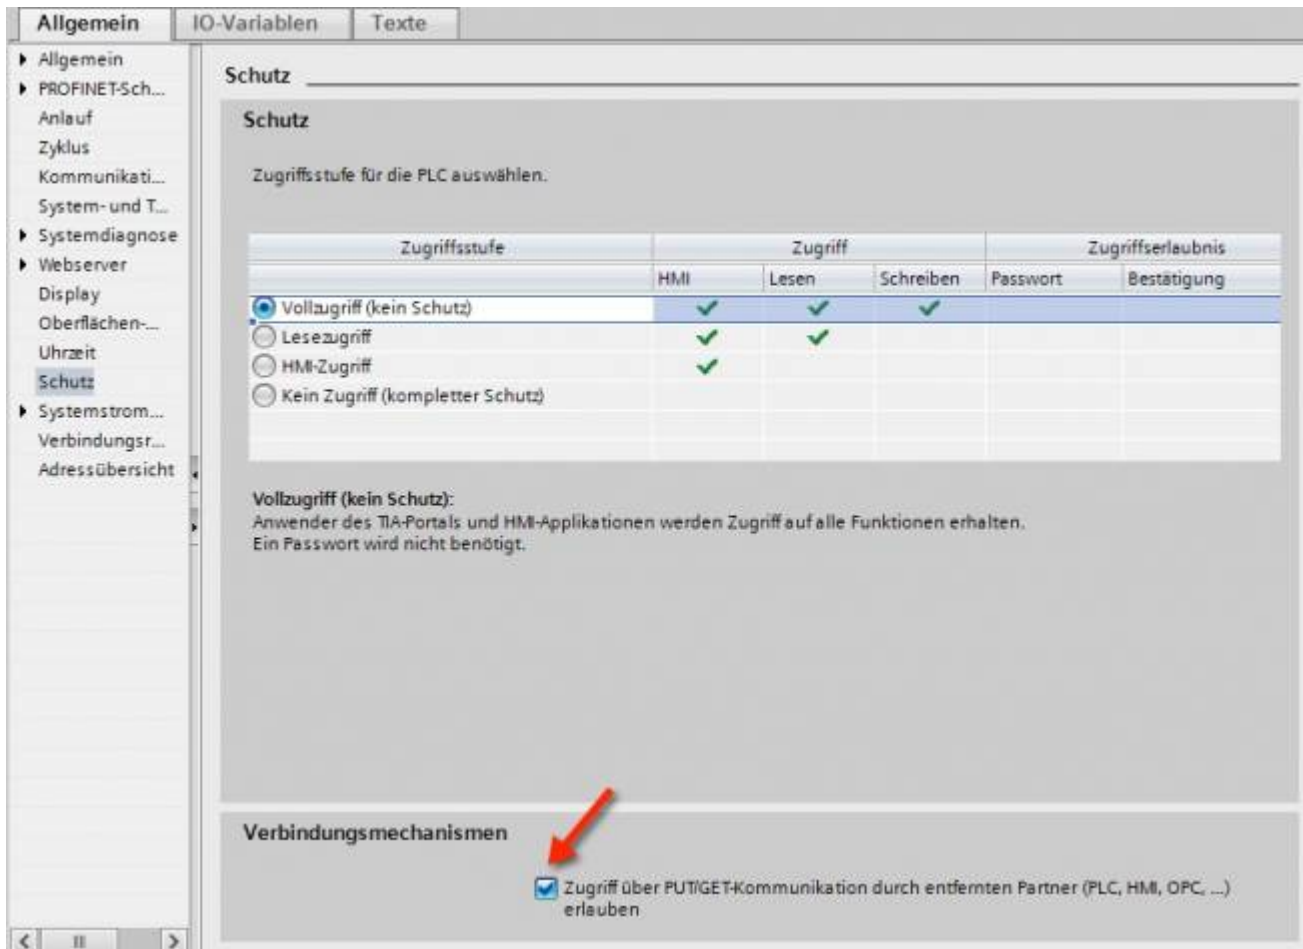 Allgemein IO-Variablen Texte
Allgemein
PROFINET-Sch...
Anlauf
Zyklus
Kommunikati...
System- und T...
Systemdiagnose
Webserver
Display
Oberflächen-...
Uhrzeit
Schutz
Systemstrom...
Verbindungsr...
Adressübersicht
Schutz
Schutz
Zugriffsstufe für die PLC auswählen.
Zugriffsstufe Zugriff Zugriffserlaubnis
HMI Lesen Schreiben Passwort Bestätigung
Vollzugriff (kein Schutz)
Lesezugriff
HMI-Zugriff
Kein Zugriff (kompletter Schutz)
Vollzugriff (kein Schutz):
Anwender des TIA-Portals und HMI-Applikationen werden Zugriff auf alle Funktionen erhalten.
Ein Passwort wird nicht benötigt.
Verbindungsmechanismen
Zugriff über PUT/GET-Kommunikation durch entfernten Partner (PLC, HMI, OPC, ...)
erlauben